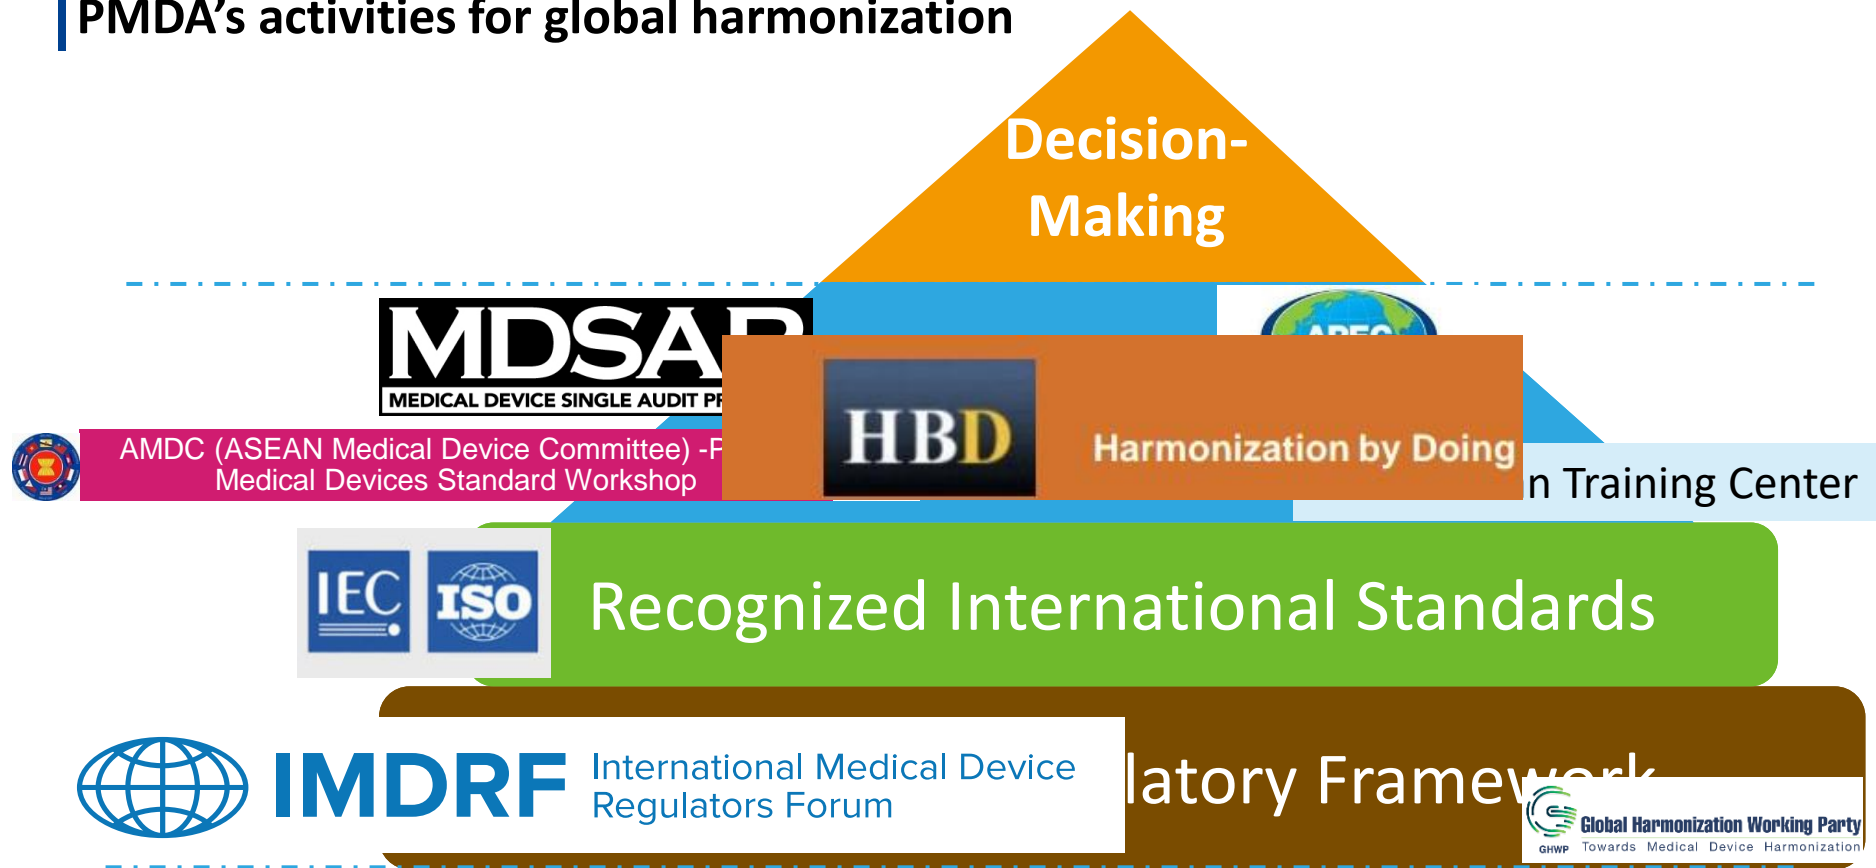 PMDA's activities for global harmonization
Decision-
Making
MDSAP
MEDICAL DEVICE SINGLE AUDIT
APEC
AMDC (ASEAN Medical Device Committee) -P
Medical Devices Standard Workshop
HBD
Harmonization by Doing
n Training Center
IEC
ISO
Recognized International Standards
IMDRF
International Medical Device
Regulators Forum
latory Framework
GHWP
Global Harmonization Working Party
Towards Medical Device Harmonization